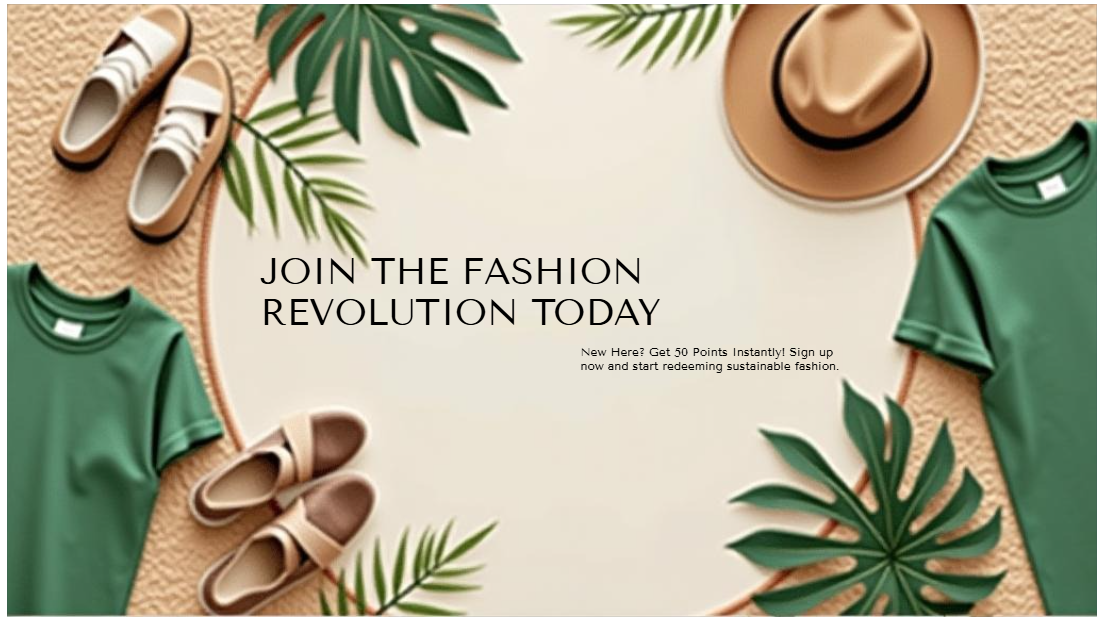 JOIN THE FASHION
REVOLUTION TODAY
New Here? Get 50 Points Instantly! Sign up
now and start redeeming sustainable fashion.